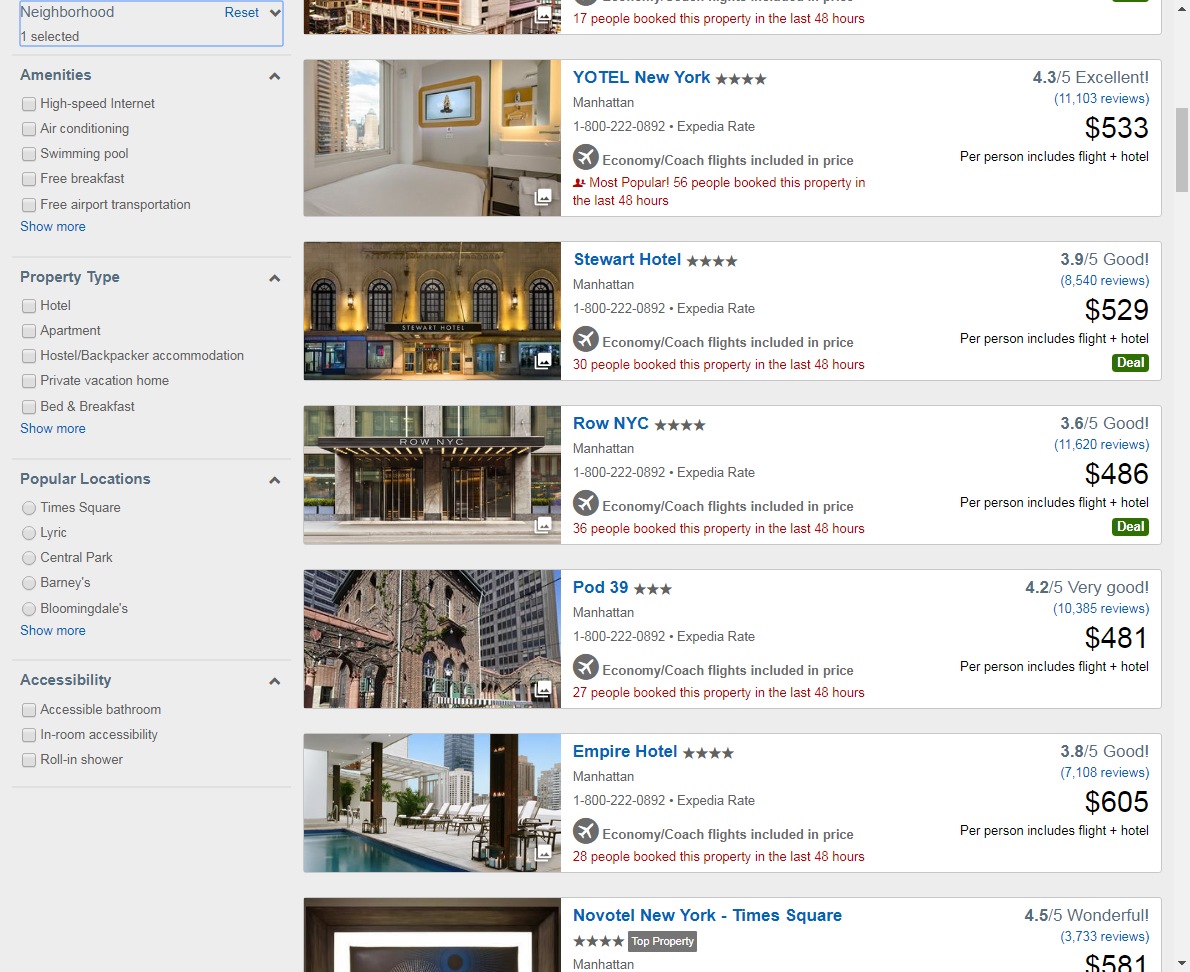 Neighborhood Reset
1 selected
Amenities
High-speed Internet
Air conditioning
Swimming pool
Free breakfast
Free airport transportation
Show more
Property Type
Hotel
Apartment
Hostel/Backpacker accommodation
Private vacation home
Bed & Breakfast
Show more
Popular Locations
Times Square
Lyric
Central Park
Barney's
Bloomingdale's
Show more
Accessibility
Accessible bathroom
In-room accessibility
Roll-in shower
Economy/Coach flights included in price
17 people booked this property in the last 48 hours
YOTEL New York
Manhattan
1-800-222-0892 • Expedia Rate
Economy/Coach flights included in price
Most Popular! 56 people booked this property in
the last 48 hours
4.3/5 Excellent!
(11,103 reviews)
$533
Per person includes flight + hotel
STEWART HOTEL
Stewart Hotel
Manhattan
1-800-222-0892 • Expedia Rate
Economy/Coach flights included in price
30 people booked this property in the last 48 hours
3.9/5 Good!
(8,540 reviews)
$529
Per person includes flight + hotel
Deal
ROW NYC
Row NYC
Manhattan
1-800-222-0892 • Expedia Rate
Economy/Coach flights included in price
36 people booked this property in the last 48 hours
3.6/5 Good!
(11,620 reviews)
$486
Per person includes flight + hotel
Deal
Pod 39
Manhattan
1-800-222-0892 • Expedia Rate
Economy/Coach flights included in price
27 people booked this property in the last 48 hours
4.2/5 Very good!
(10,385 reviews)
$481
Per person includes flight + hotel
Empire Hotel
Manhattan
1-800-222-0892 • Expedia Rate
Economy/Coach flights included in price
28 people booked this property in the last 48 hours
3.8/5 Good!
(7,108 reviews)
$605
Per person includes flight + hotel
Novotel New York - Times Square
Top Property
Manhattan
4.5/5 Wonderful!
(3,733 reviews)
$581